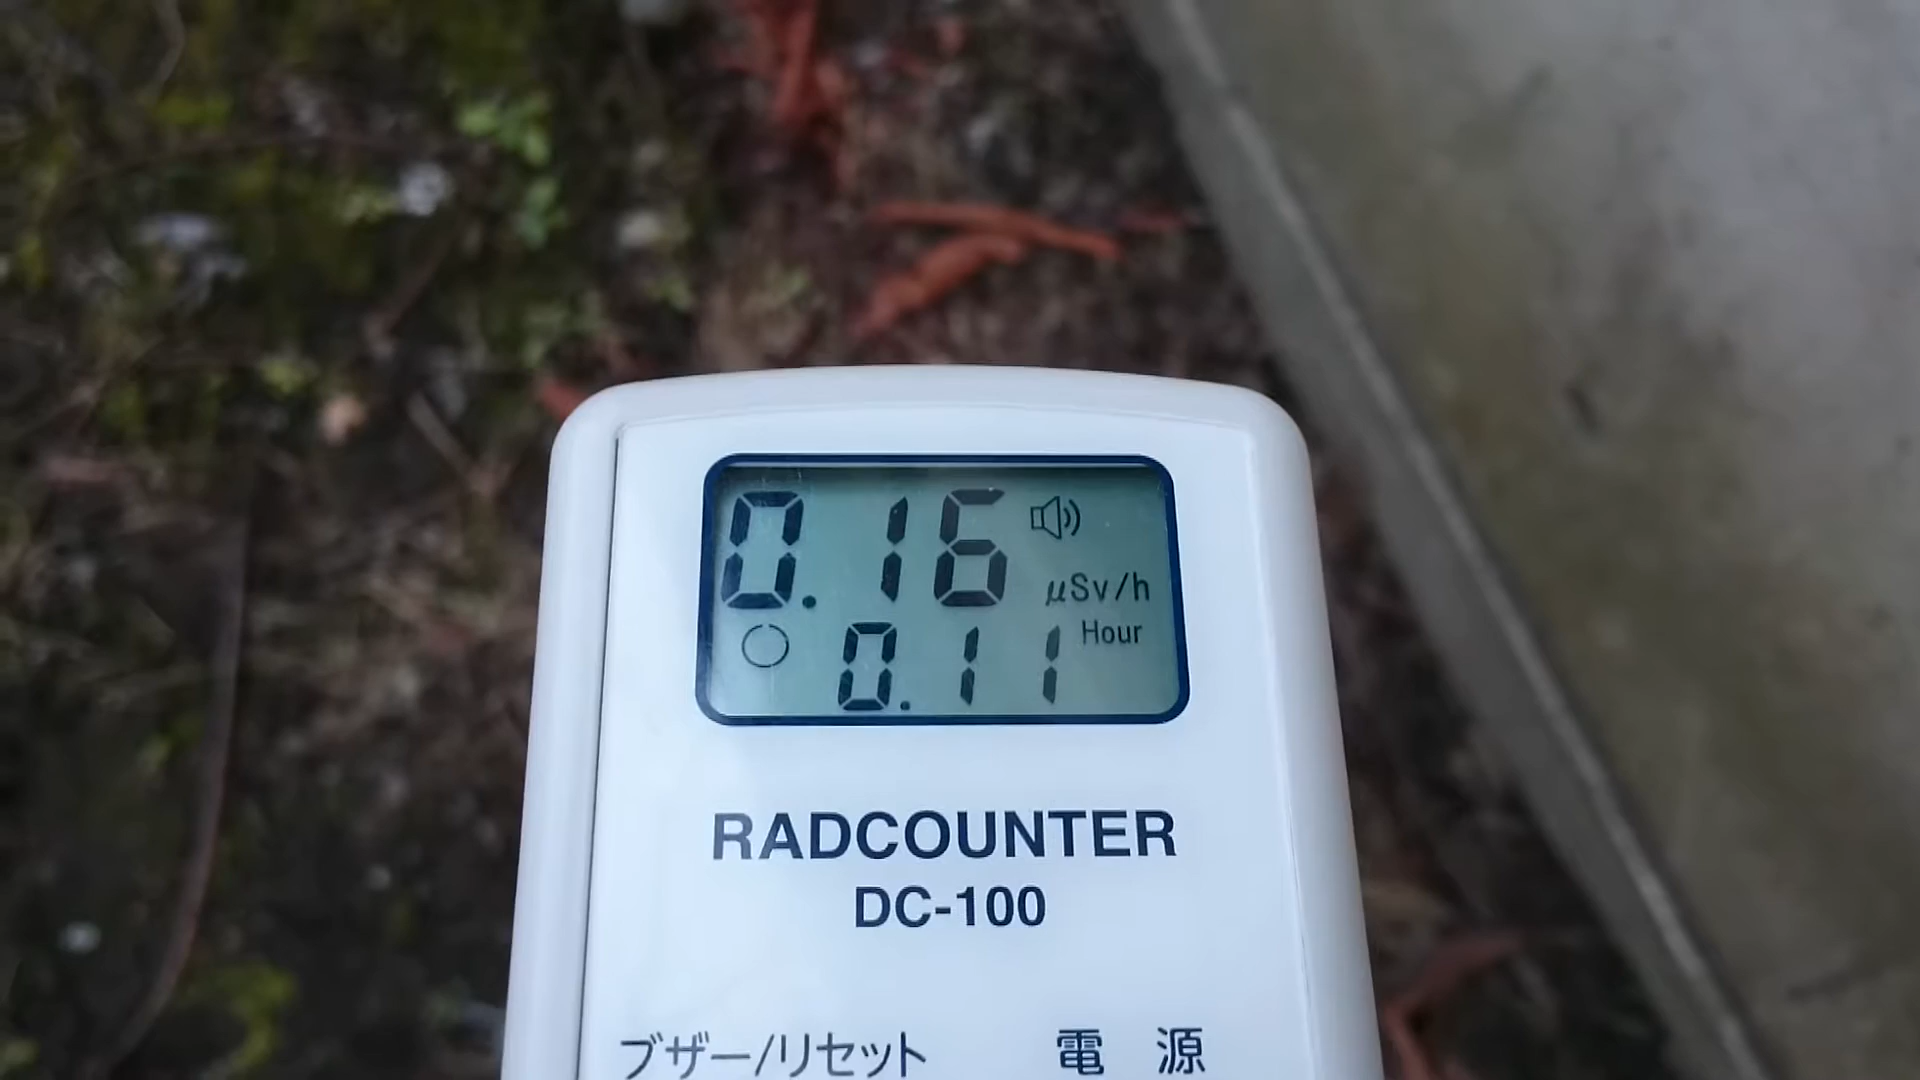 0.16
μSv/h
Hour
0.11
RADCOUNTER
DC-100
ブザー/リセット 電 源